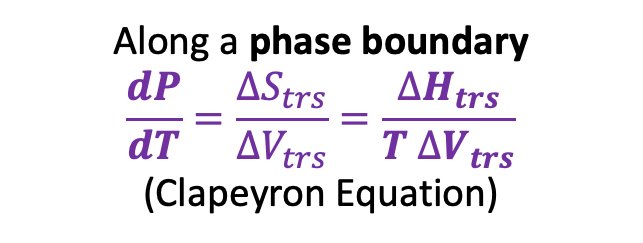 Along a phase boundary
dP/dT = ΔS_trs/ΔV_trs = ΔH_trs/T ΔV_trs
(Clapeyron Equation)